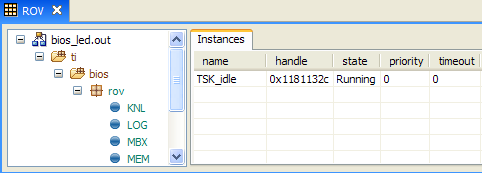 ROV
bios_led.out
ti
bios
rov
KNL
LOG
MBX
MEM
Instances
name handle state priority timeout
TSK_idle 0x1181132c Running 0 0